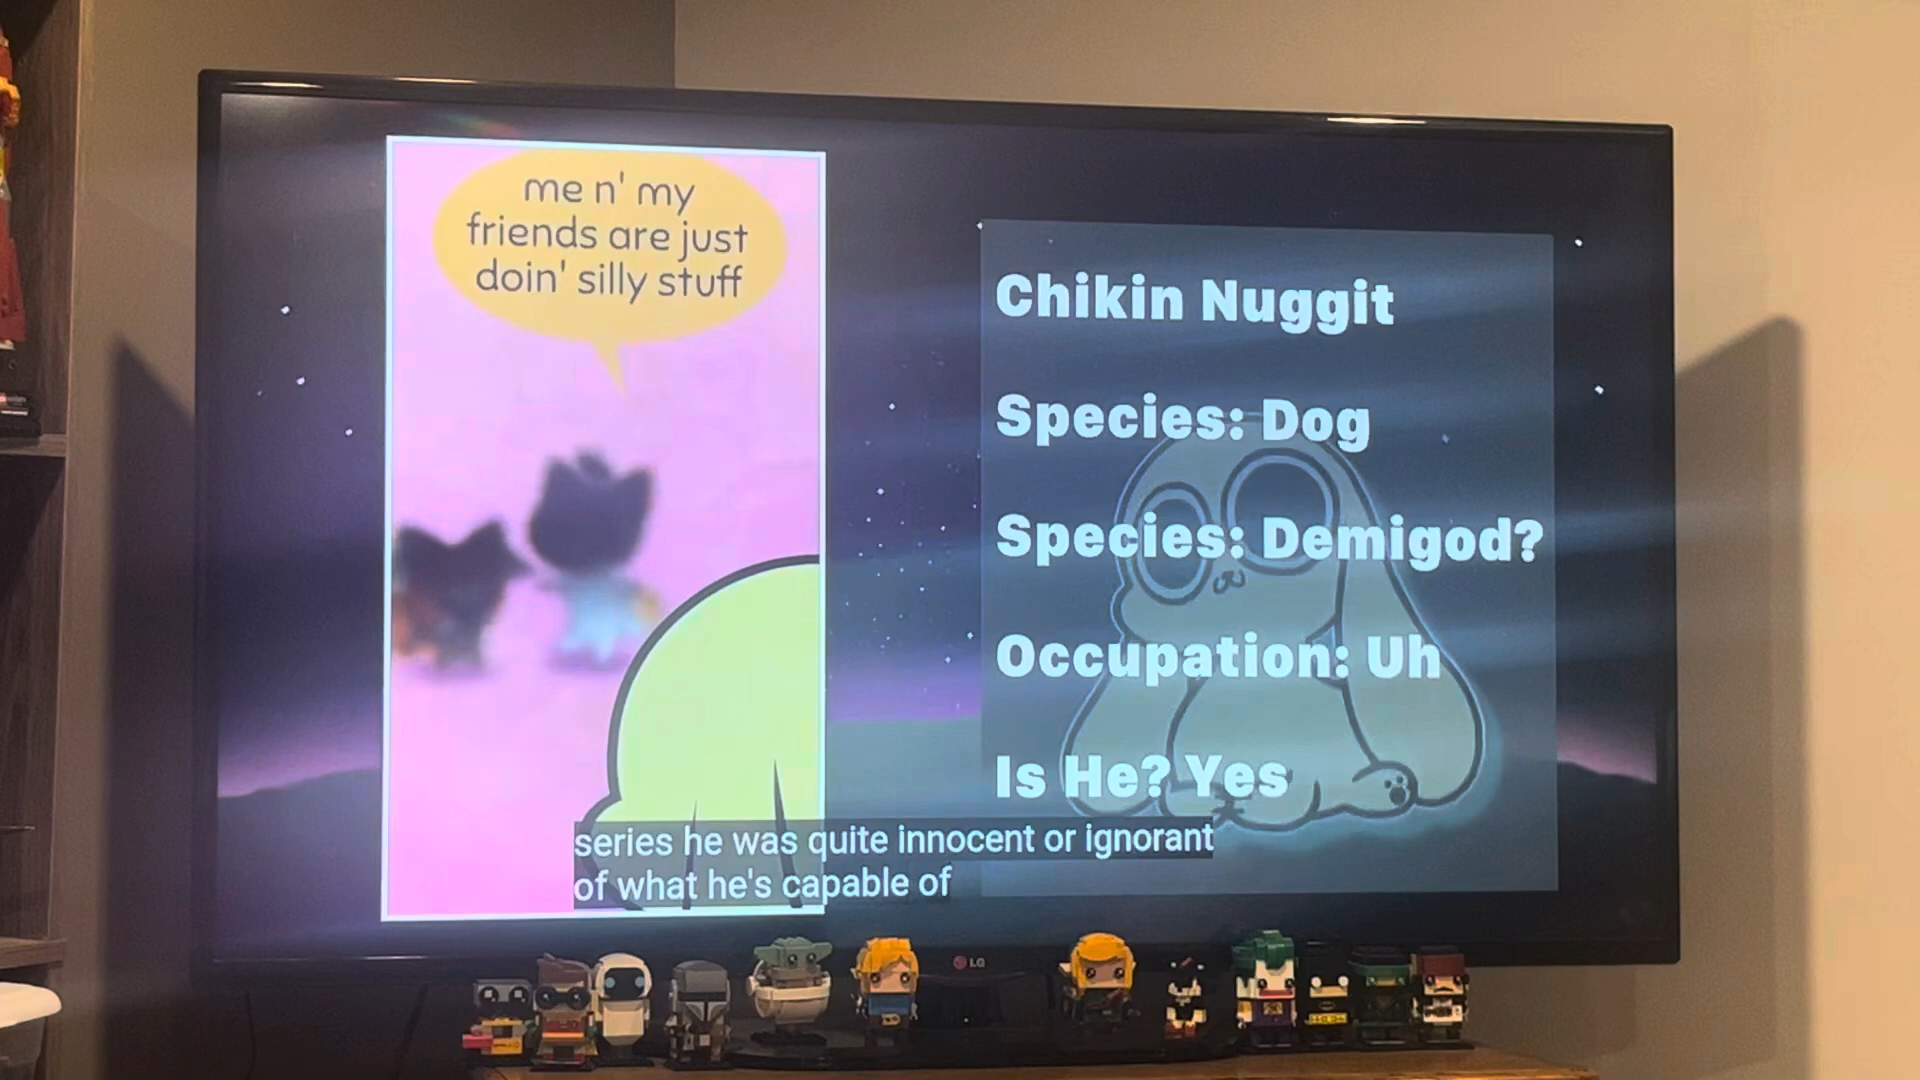 me n' my
friends are just
doin' silly stuff
Chikin Nuggit
Species: Dog
Species: Demigod?
Occupation: Uh
Is He? Yes
series he was quite innocent or ignorant
of what he's capable of
LG